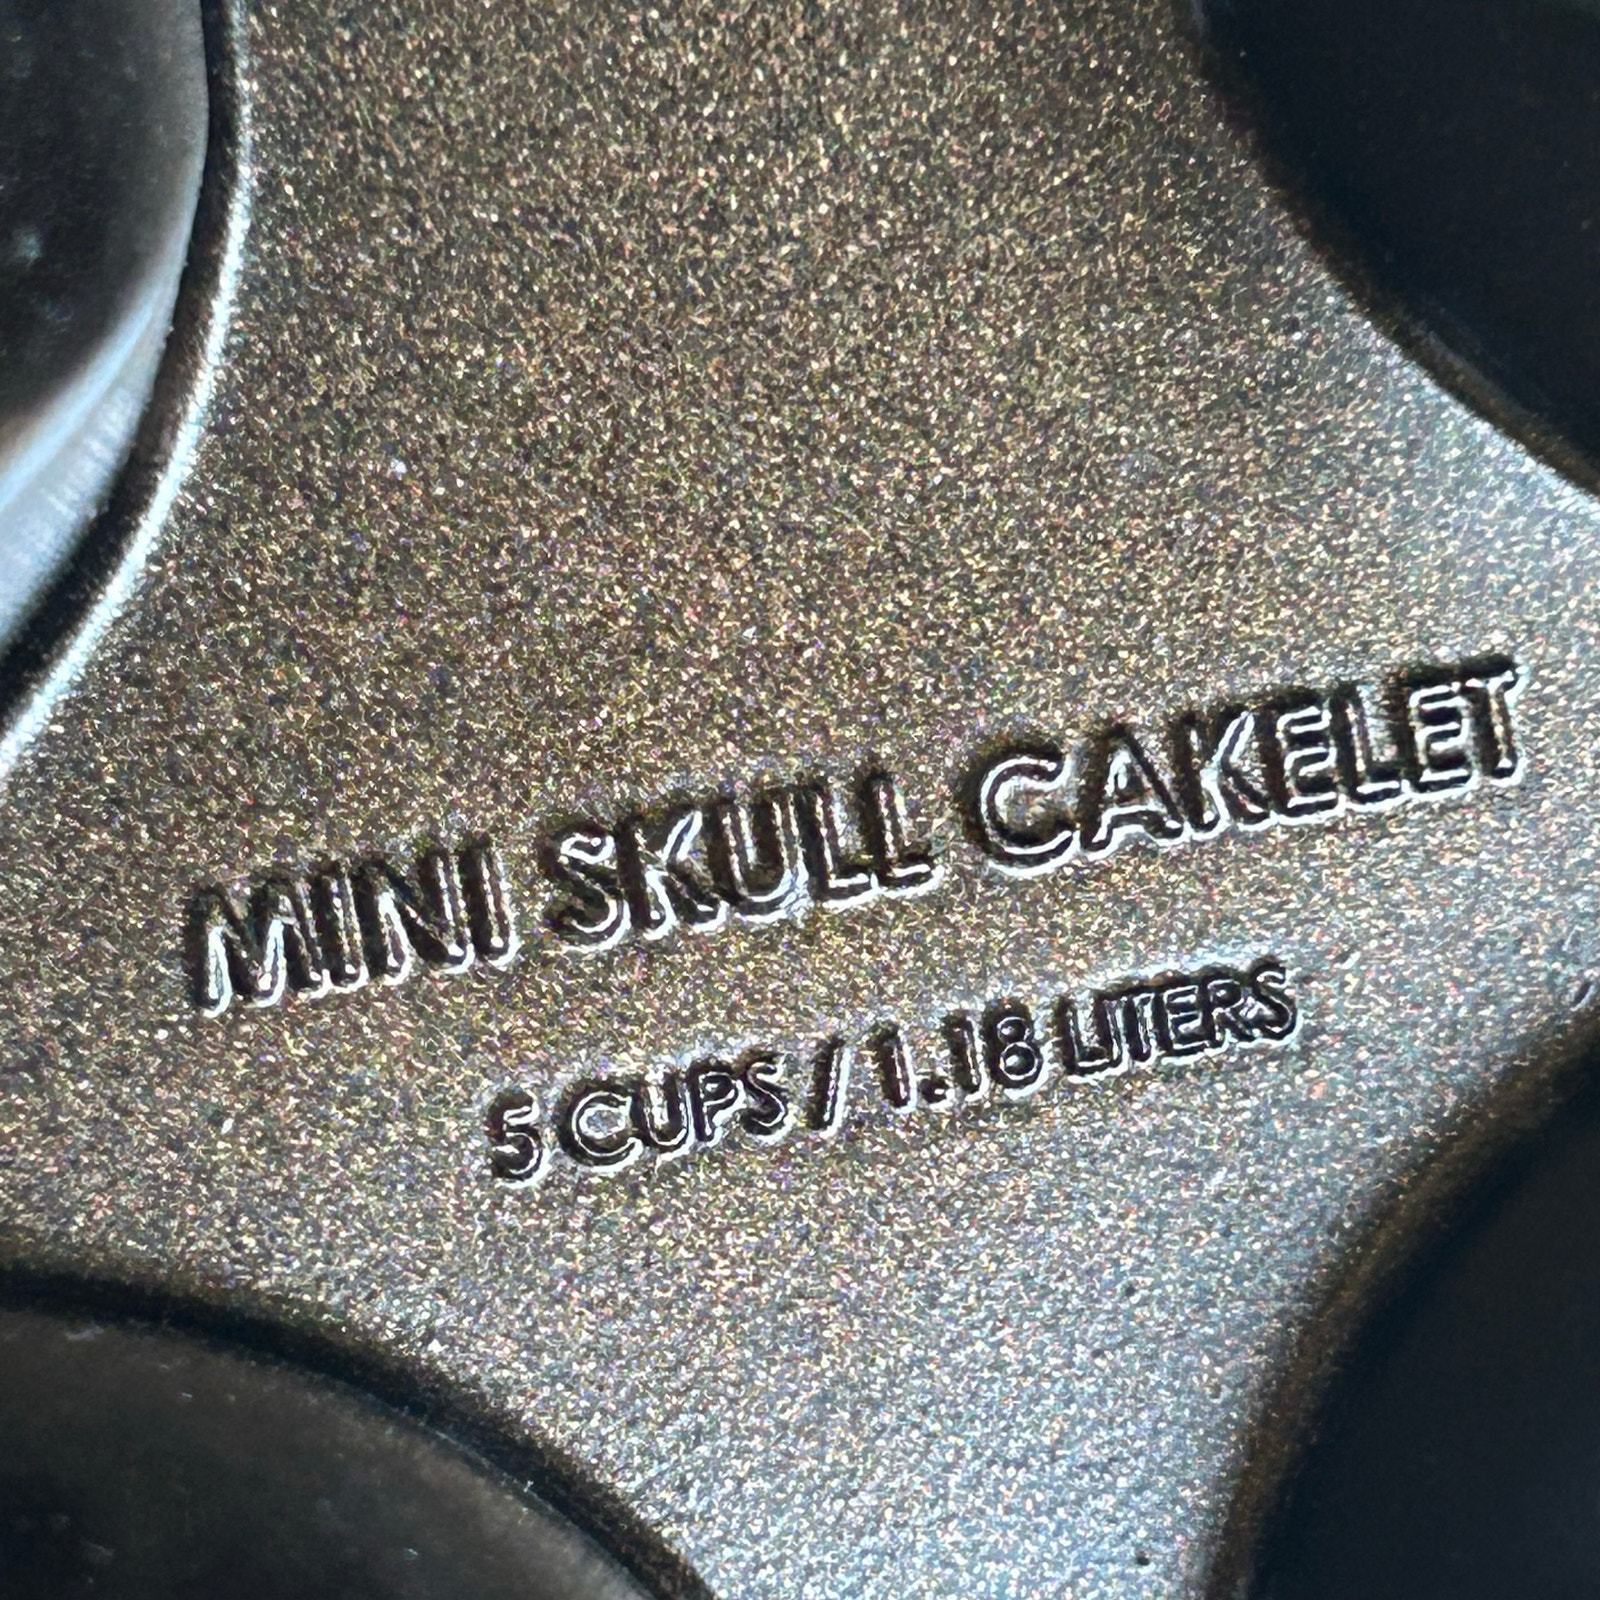 MINI SKULL CAKELET
5 CUPS / 1.18 LITERS